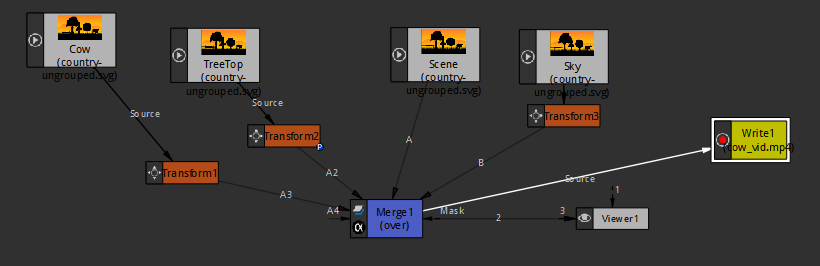 Cow
(country-
ungrouped.svg)
TreeTop
(country-
ungrouped.svg)
Scene
(country-
ungrouped.svg)
Sky
(country-
ungrouped.svg)
Source
Source
A
Transform3
Transform2
P
Write1
(cow_vid.mp4)
B
Transform1
A2
Source
A3
1
A4
Merge1
(over)
Mask
2
3
Viewer1